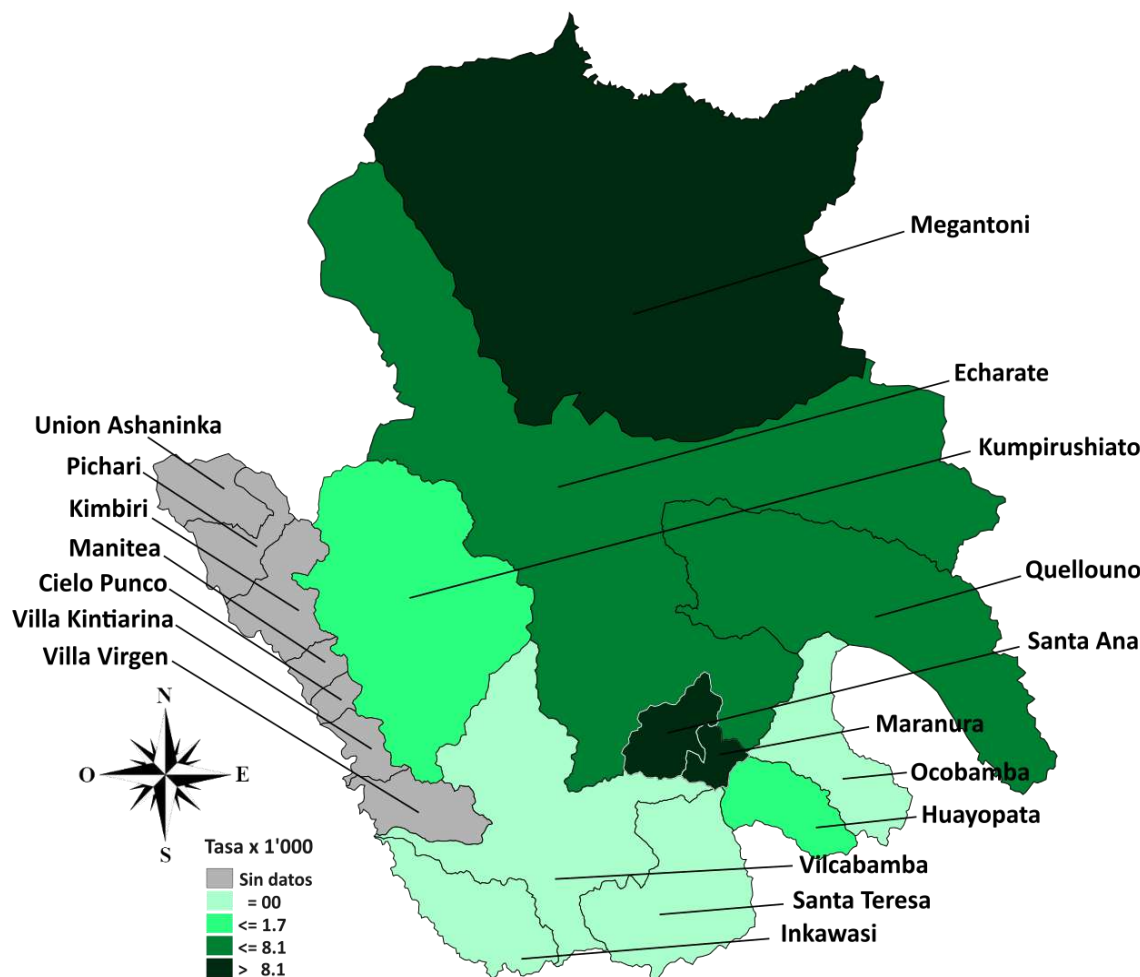 Megantoni
Echarate
Union Ashaninka
Kumpirushiato
Pichari
Kimbiri
Manitea
Cielo Punco
Quellouno
Villa Kintiarina
Santa Ana
Villa Virgen
N
Maranura
O
E
Ocobamba
Huayopata
S
Tasa x 1'000
Vilcabamba
Sin datos
= 00
Santa Teresa
<= 1.7
Inkawasi
<= 8.1
> 8.1